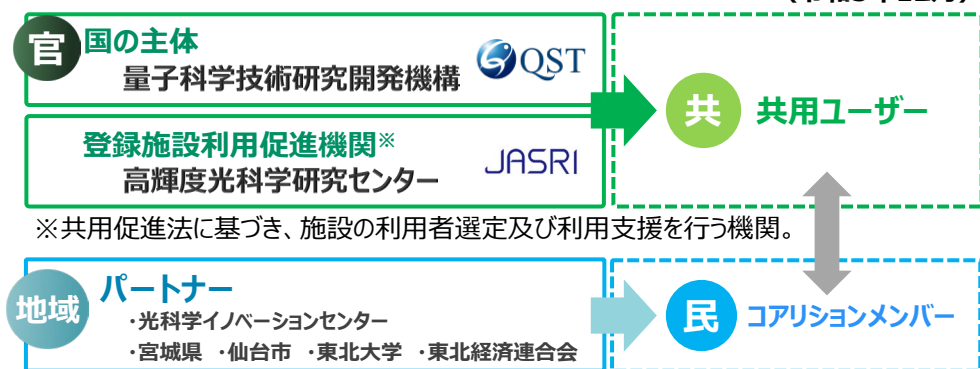 官
国の主体
量子科学技術研究開発機構
QST
登録施設利用促進機関※
高輝度光科学研究センター
JASRI
共
共用ユーザー
※共用促進法に基づき、施設の利用者選定及び利用支援を行う機関。
地域
パートナー
・光科学イノベーションセンター
・宮城県 ・仙台市 ・東北大学 ・東北経済連合会
民
コアリションメンバー